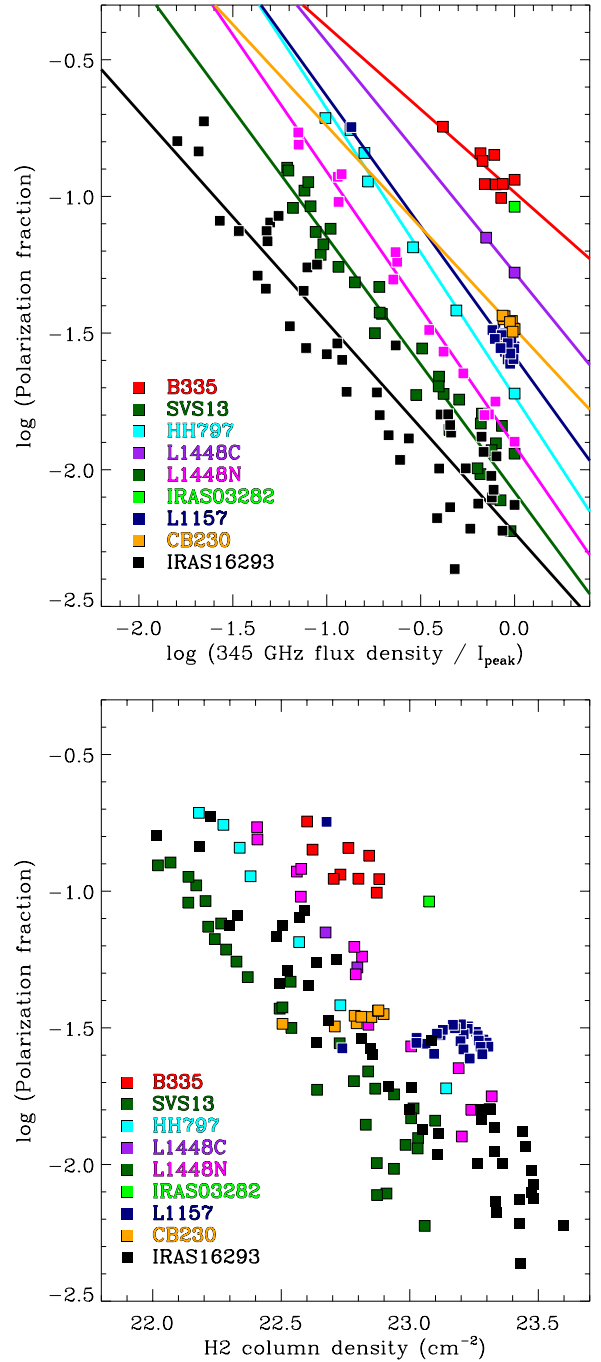 −0.5
−1.0
−1.5
−2.0
−2.5
log (Polarization fraction)
B335
SVS13
HH797
L1448C
L1448N
IRAS03282
L1157
CB230
IRAS16293
−2.0 −1.5 −1.0 −0.5 0.0
log (345 GHz flux density / I_peak)
−0.5
−1.0
−1.5
−2.0
−2.5
log (Polarization fraction)
B335
SVS13
HH797
L1448C
L1448N
IRAS03282
L1157
CB230
IRAS16293
22.0 22.5 23.0 23.5
H2 column density (cm⁻²)